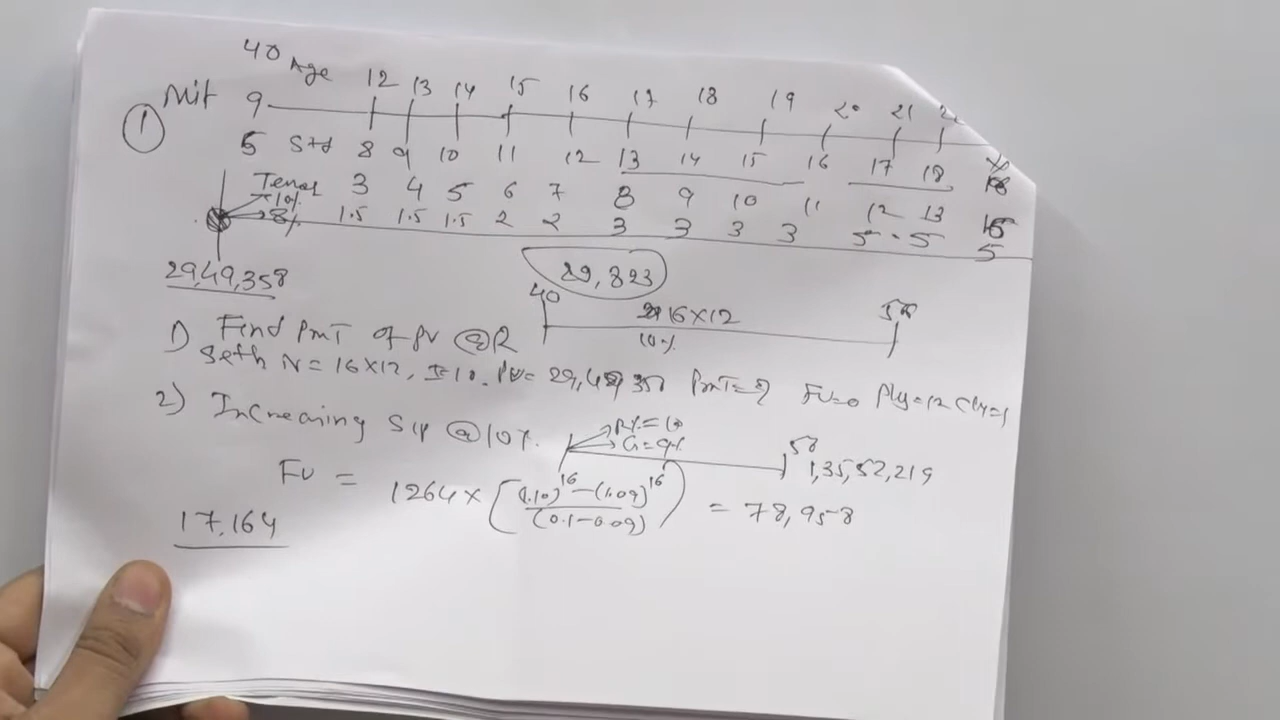 40 Age 12 13 14 15 16 17 18 19 20 21
① Mit 9
5 Std 8 9 10 11 12 13 14 15 16 17 18
Tenor 3 4 5 6 7 8 9 10 11 12 13 15
10%
8% 1.5 1.5 1.5 2 2 3 3 3 3 5 5 5
29,49,358
29,823
40 16×12
10%
1) Find PMT of PV @ R
N = 16×12, I=10. PV= PMT=? FV=0 P/y=12 C/y=1
2) Increasing SIP @10%. R%=10
G=9% 58
1,35,52,219
FV = 1264 × ((1.10)^16 – (1.09)^16 / (0.1–0.09)) = 78,958
17,164